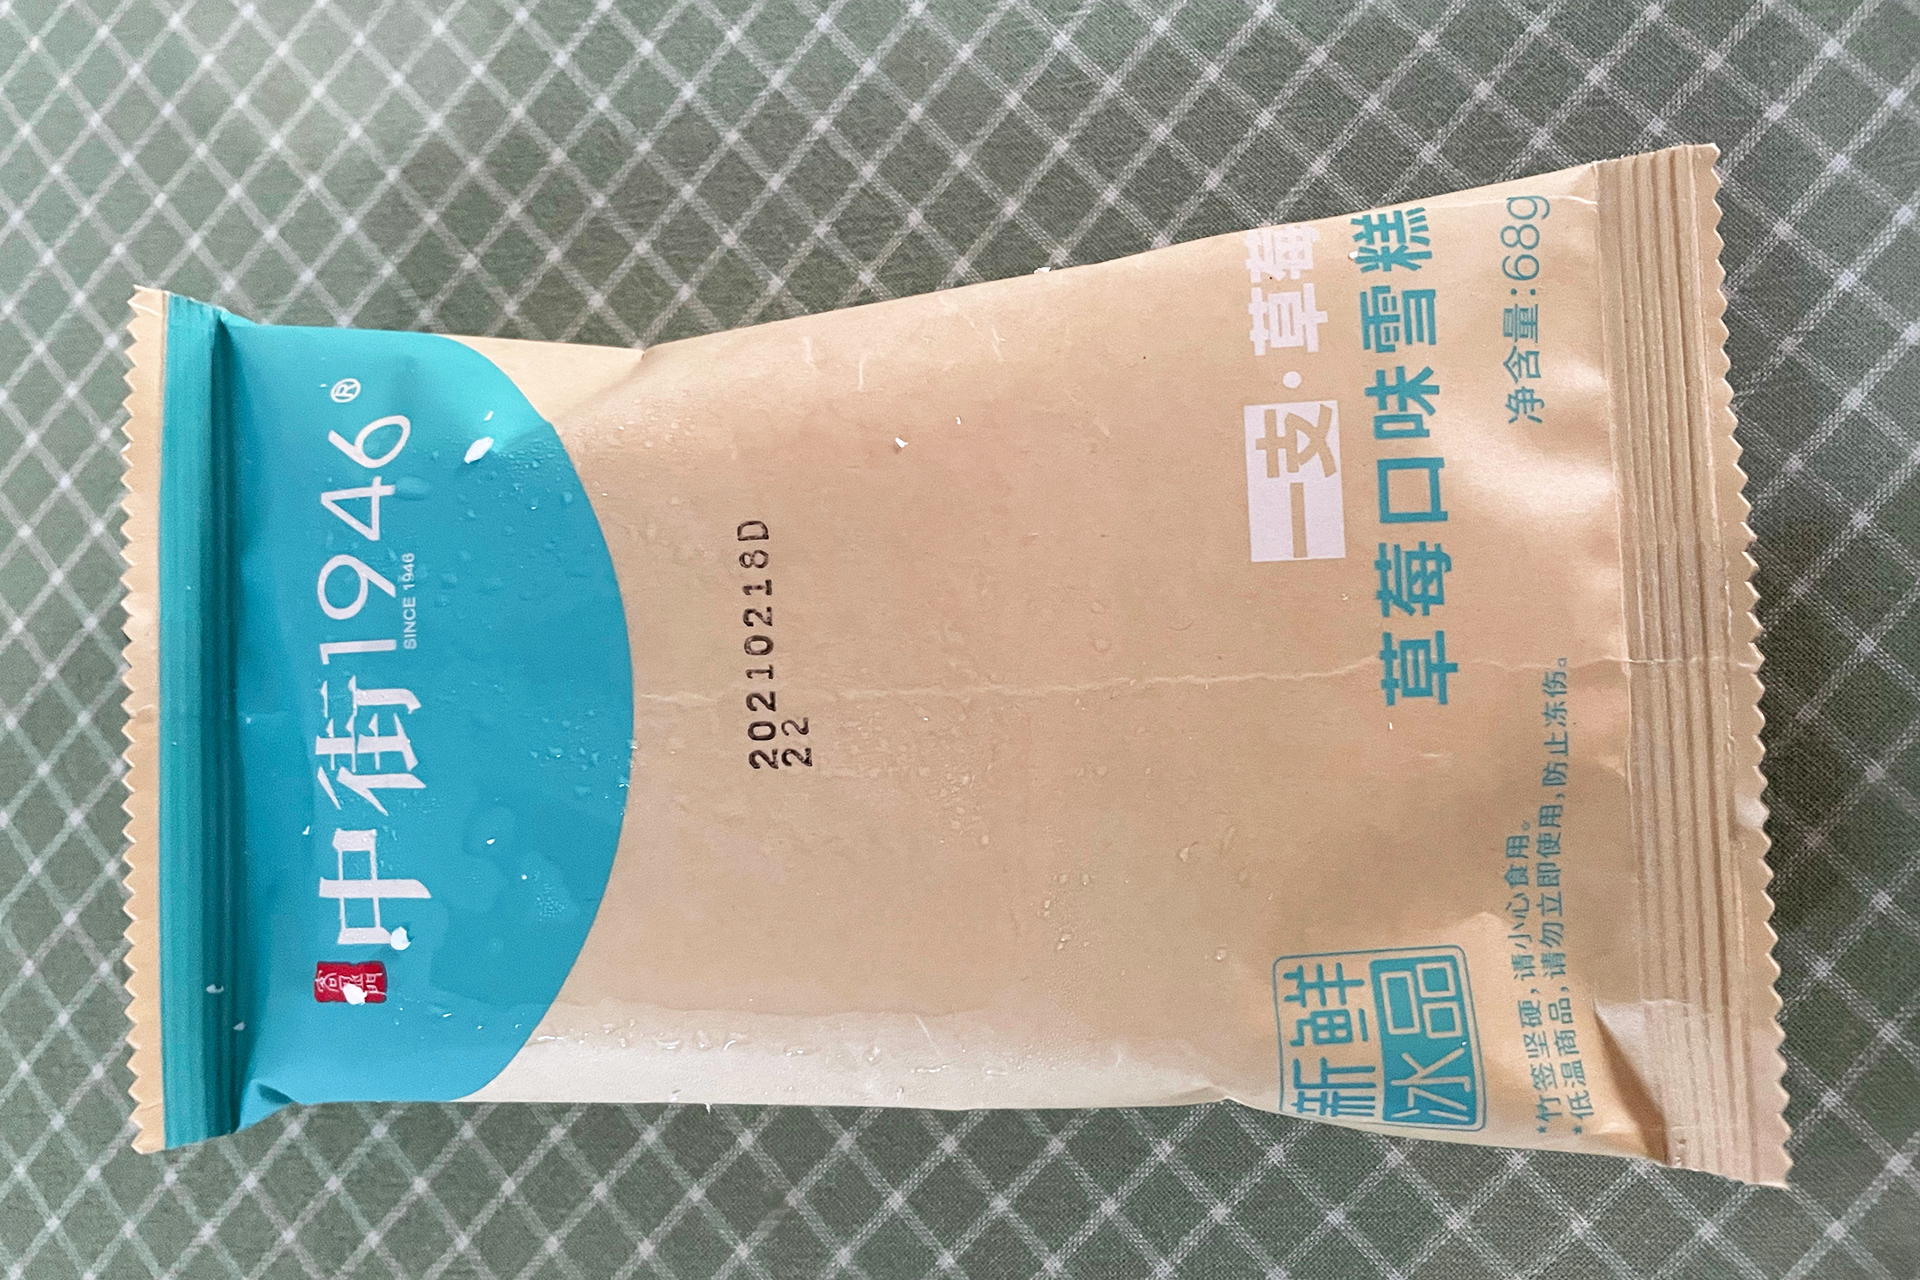 中街1946®
SINCE 1946
20210218D
22
一支·草莓
草莓口味雪糕
净含量:68g
新鲜
冰品
*竹签坚硬,请小心食用。
*低温商品,请勿立即使用,防止冻伤。